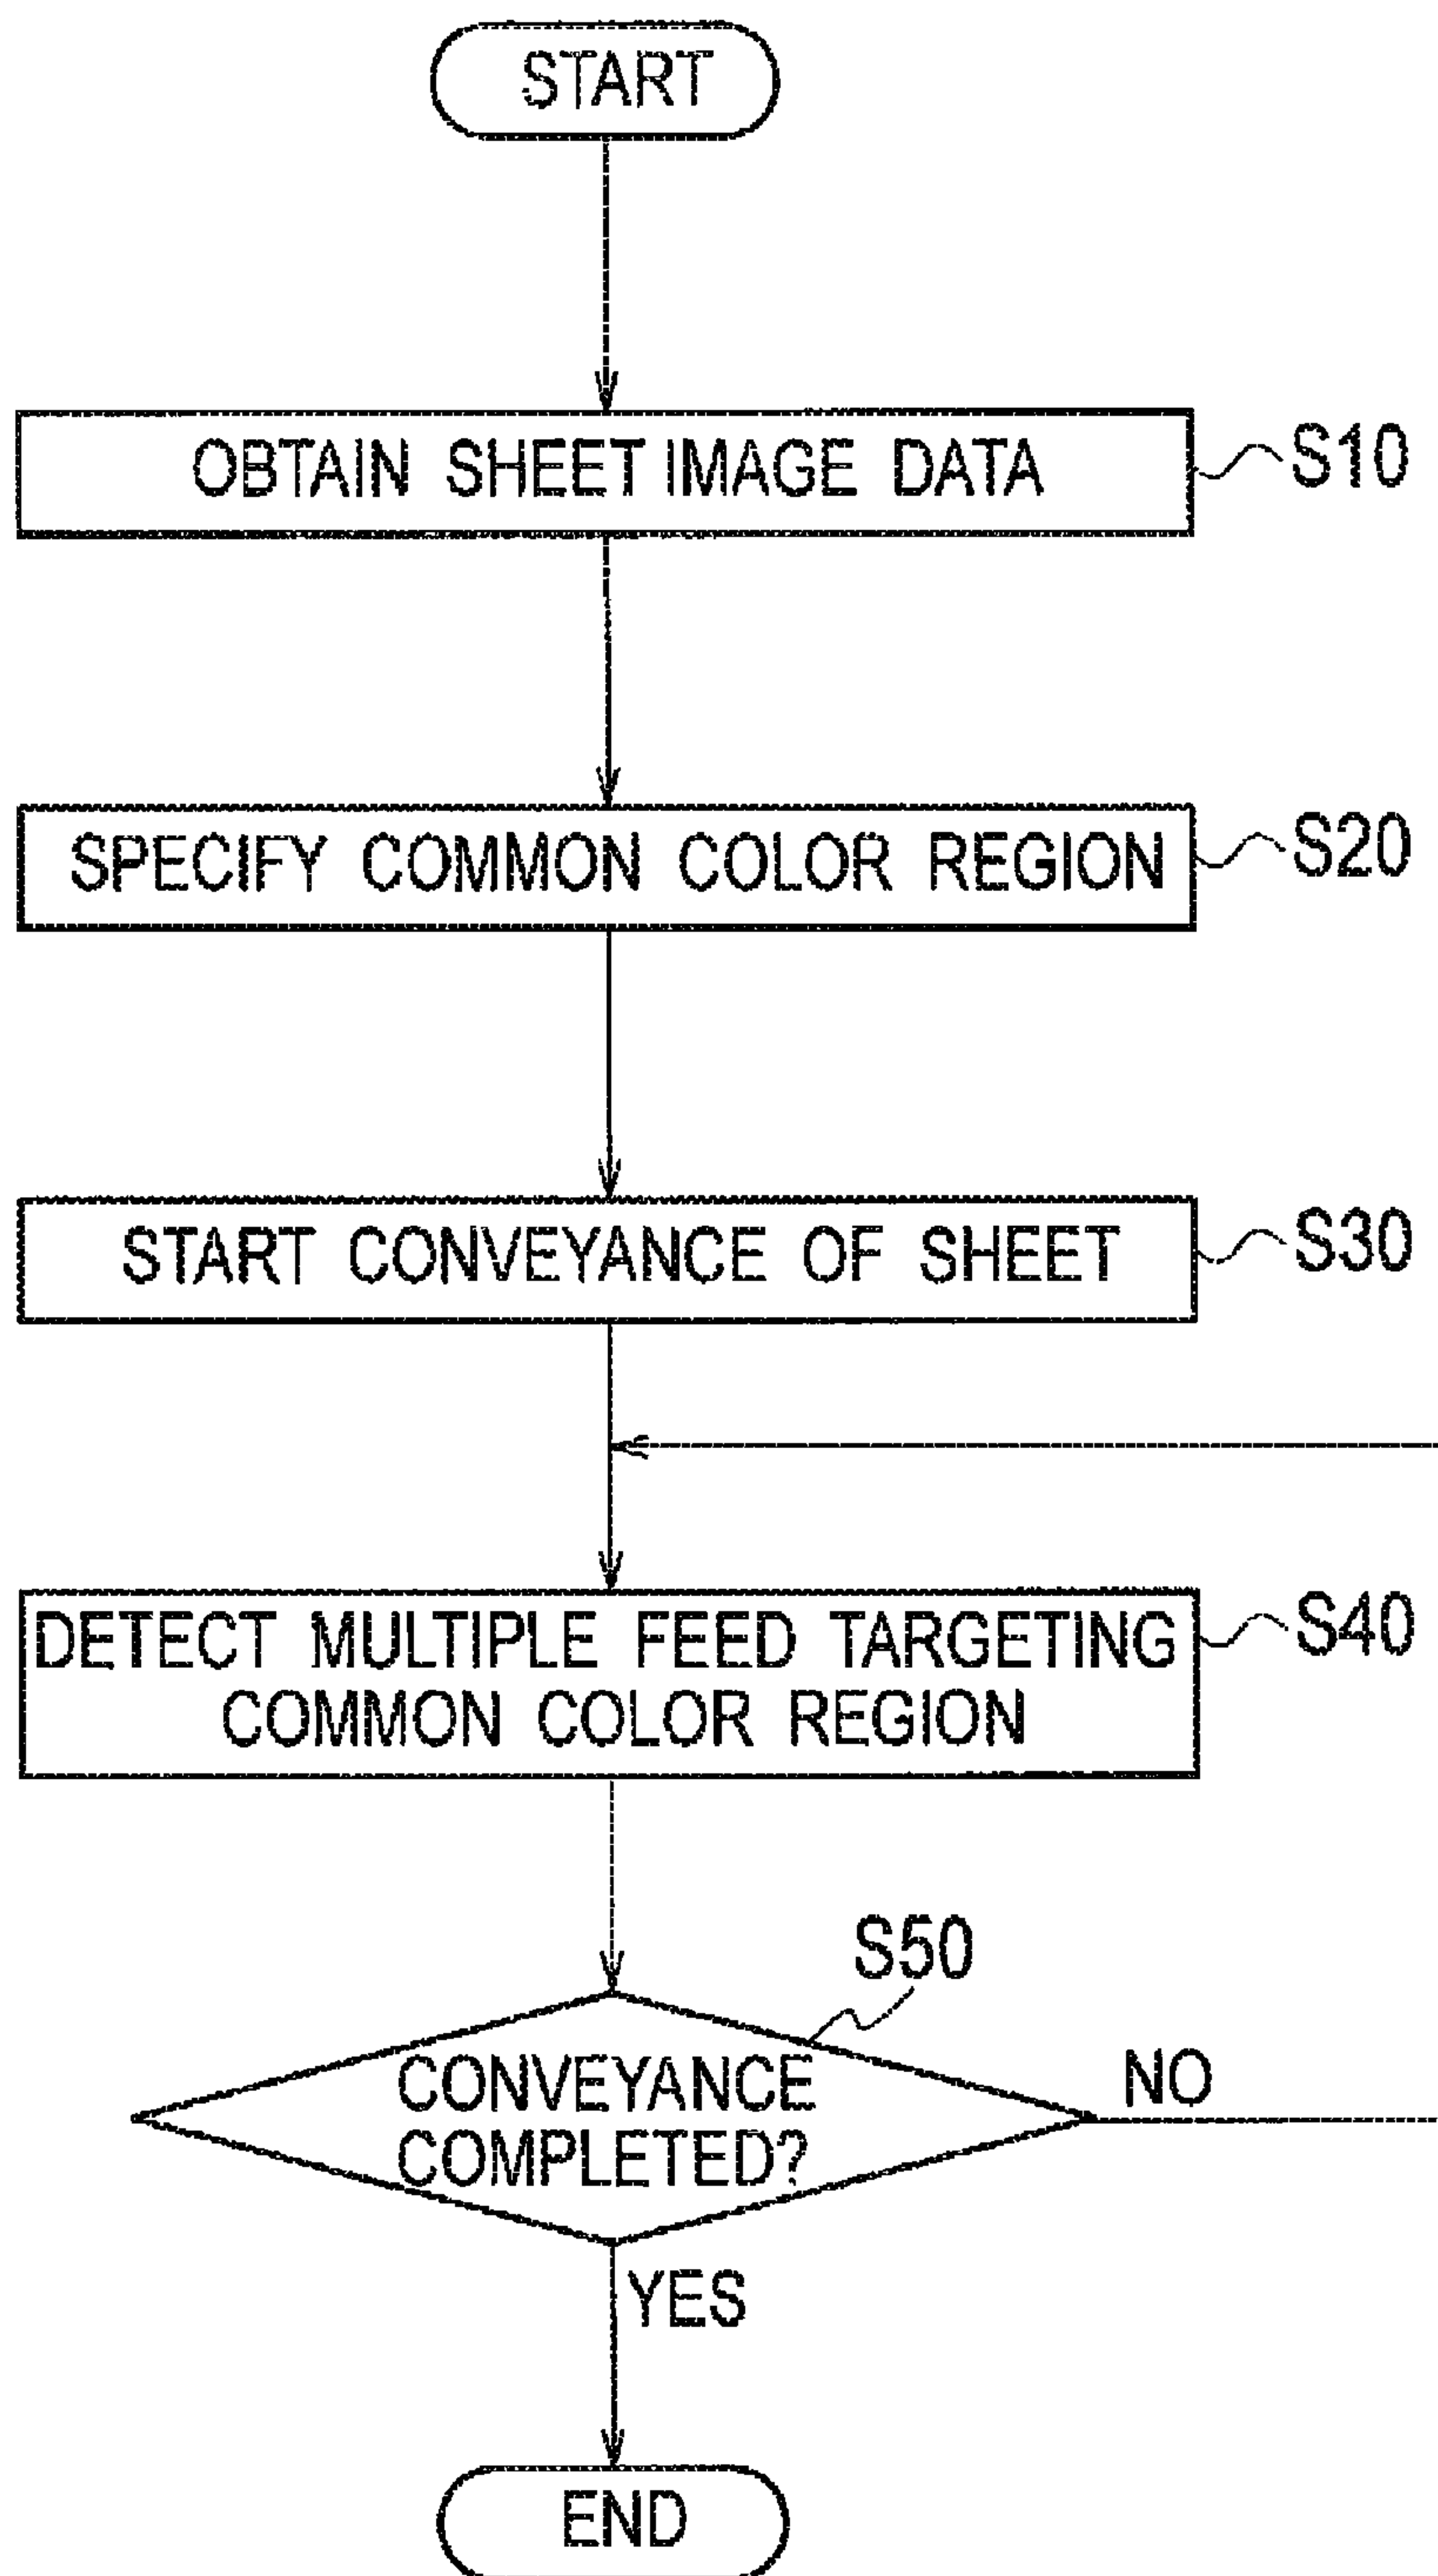 START
OBTAIN SHEET IMAGE DATA
S10
SPECIFY COMMON COLOR REGION
S20
START CONVEYANCE OF SHEET
S30
DETECT MULTIPLE FEED TARGETING
COMMON COLOR REGION
S40
S50
CONVEYANCE
COMPLETED?
NO
YES
END